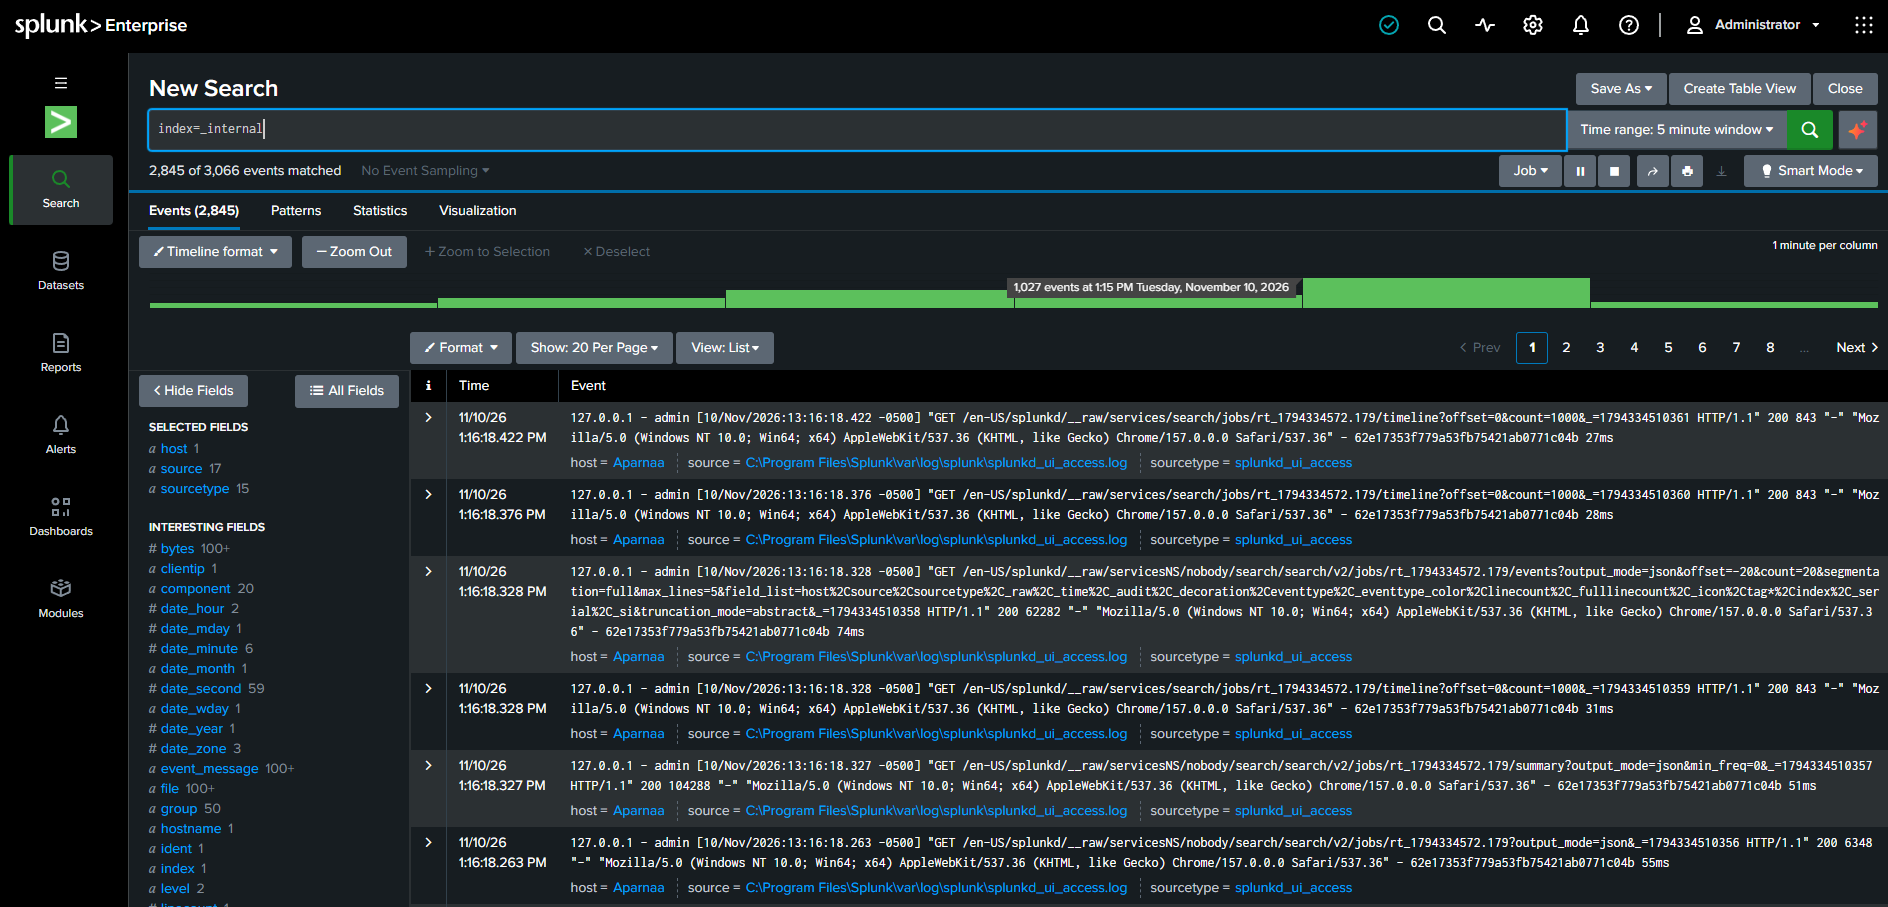 splunk> Enterprise
Administrator
New Search
Save As
Create Table View
Close
index=_internal
Time range: 5 minute window
2,845 of 3,066 events matched
No Event Sampling
Job
Smart Mode
Search
Datasets
Reports
Alerts
Dashboards
Modules
Events (2,845)
Patterns
Statistics
Visualization
Timeline format
— Zoom Out
+ Zoom to Selection
× Deselect
1 minute per column
1,027 events at 1:15 PM Tuesday, November 10, 2026
Format
Show: 20 Per Page
View: List
< Prev
1
2
3
4
5
6
7
8
...
Next >
< Hide Fields
All Fields
SELECTED FIELDS
a host 1
a source 17
a sourcetype 15
INTERESTING FIELDS
# bytes 100+
a clientip 1
a component 20
# date_hour 2
# date_mday 1
# date_minute 6
a date_month 1
# date_second 59
a date_wday 1
# date_year 1
# date_zone 3
a event_message 100+
a file 100+
a group 50
a hostname 1
a ident 1
a index 1
a level 2
i
Time
Event
11/10/26
1:16:18.422 PM
127.0.0.1 - admin [10/Nov/2026:13:16:18.422 -0500] "GET /en-US/splunkd/__raw/services/search/jobs/rt_1794334572.179/timeline?offset=0&count=1000&_=1794334510361 HTTP/1.1" 200 843 "-" "Moz
illa/5.0 (Windows NT 10.0; Win64; x64) AppleWebKit/537.36 (KHTML, like Gecko) Chrome/157.0.0.0 Safari/537.36" - 62e17353f779a53fb75421ab0771c04b 27ms
host = Aparnaa
source = C:\Program Files\Splunk\var\log\splunk\splunkd_ui_access.log
sourcetype = splunkd_ui_access
11/10/26
1:16:18.376 PM
127.0.0.1 - admin [10/Nov/2026:13:16:18.376 -0500] "GET /en-US/splunkd/__raw/services/search/jobs/rt_1794334572.179/timeline?offset=0&count=1000&_=1794334510360 HTTP/1.1" 200 843 "-" "Moz
illa/5.0 (Windows NT 10.0; Win64; x64) AppleWebKit/537.36 (KHTML, like Gecko) Chrome/157.0.0.0 Safari/537.36" - 62e17353f779a53fb75421ab0771c04b 28ms
host = Aparnaa
source = C:\Program Files\Splunk\var\log\splunk\splunkd_ui_access.log
sourcetype = splunkd_ui_access
11/10/26
1:16:18.328 PM
127.0.0.1 - admin [10/Nov/2026:13:16:18.328 -0500] "GET /en-US/splunkd/__raw/servicesNS/nobody/search/search/v2/jobs/rt_1794334572.179/events?output_mode=json&offset=-20&count=20&segmenta
tion=full&max_lines=5&field_list=host%2Csource%2Csourcetype%2C_raw%2C_time%2C_audit%2C_decoration%2Ceventtype%2C_eventtype_color%2Clinecount%2C_fulllinecount%2C_icon%2Ctag*%2Cindex%2C_ser
ial%2C_si&truncation_mode=abstract&_=1794334510358 HTTP/1.1" 200 62282 "-" "Mozilla/5.0 (Windows NT 10.0; Win64; x64) AppleWebKit/537.36 (KHTML, like Gecko) Chrome/157.0.0.0 Safari/537.3
6" - 62e17353f779a53fb75421ab0771c04b 74ms
host = Aparnaa
source = C:\Program Files\Splunk\var\log\splunk\splunkd_ui_access.log
sourcetype = splunkd_ui_access
11/10/26
1:16:18.328 PM
127.0.0.1 - admin [10/Nov/2026:13:16:18.328 -0500] "GET /en-US/splunkd/__raw/services/search/jobs/rt_1794334572.179/timeline?offset=0&count=1000&_=1794334510359 HTTP/1.1" 200 843 "-" "Moz
illa/5.0 (Windows NT 10.0; Win64; x64) AppleWebKit/537.36 (KHTML, like Gecko) Chrome/157.0.0.0 Safari/537.36" - 62e17353f779a53fb75421ab0771c04b 31ms
host = Aparnaa
source = C:\Program Files\Splunk\var\log\splunk\splunkd_ui_access.log
sourcetype = splunkd_ui_access
11/10/26
1:16:18.327 PM
127.0.0.1 - admin [10/Nov/2026:13:16:18.327 -0500] "GET /en-US/splunkd/__raw/servicesNS/nobody/search/search/v2/jobs/rt_1794334572.179/summary?output_mode=json&min_freq=0&_=1794334510357
HTTP/1.1" 200 104288 "-" "Mozilla/5.0 (Windows NT 10.0; Win64; x64) AppleWebKit/537.36 (KHTML, like Gecko) Chrome/157.0.0.0 Safari/537.36" - 62e17353f779a53fb75421ab0771c04b 51ms
host = Aparnaa
source = C:\Program Files\Splunk\var\log\splunk\splunkd_ui_access.log
sourcetype = splunkd_ui_access
11/10/26
1:16:18.263 PM
127.0.0.1 - admin [10/Nov/2026:13:16:18.263 -0500] "GET /en-US/splunkd/__raw/servicesNS/nobody/search/search/v2/jobs/rt_1794334572.179?output_mode=json&_=1794334510356 HTTP/1.1" 200 6348
"-" "Mozilla/5.0 (Windows NT 10.0; Win64; x64) AppleWebKit/537.36 (KHTML, like Gecko) Chrome/157.0.0.0 Safari/537.36" - 62e17353f779a53fb75421ab0771c04b 55ms
host = Aparnaa
source = C:\Program Files\Splunk\var\log\splunk\splunkd_ui_access.log
sourcetype = splunkd_ui_access